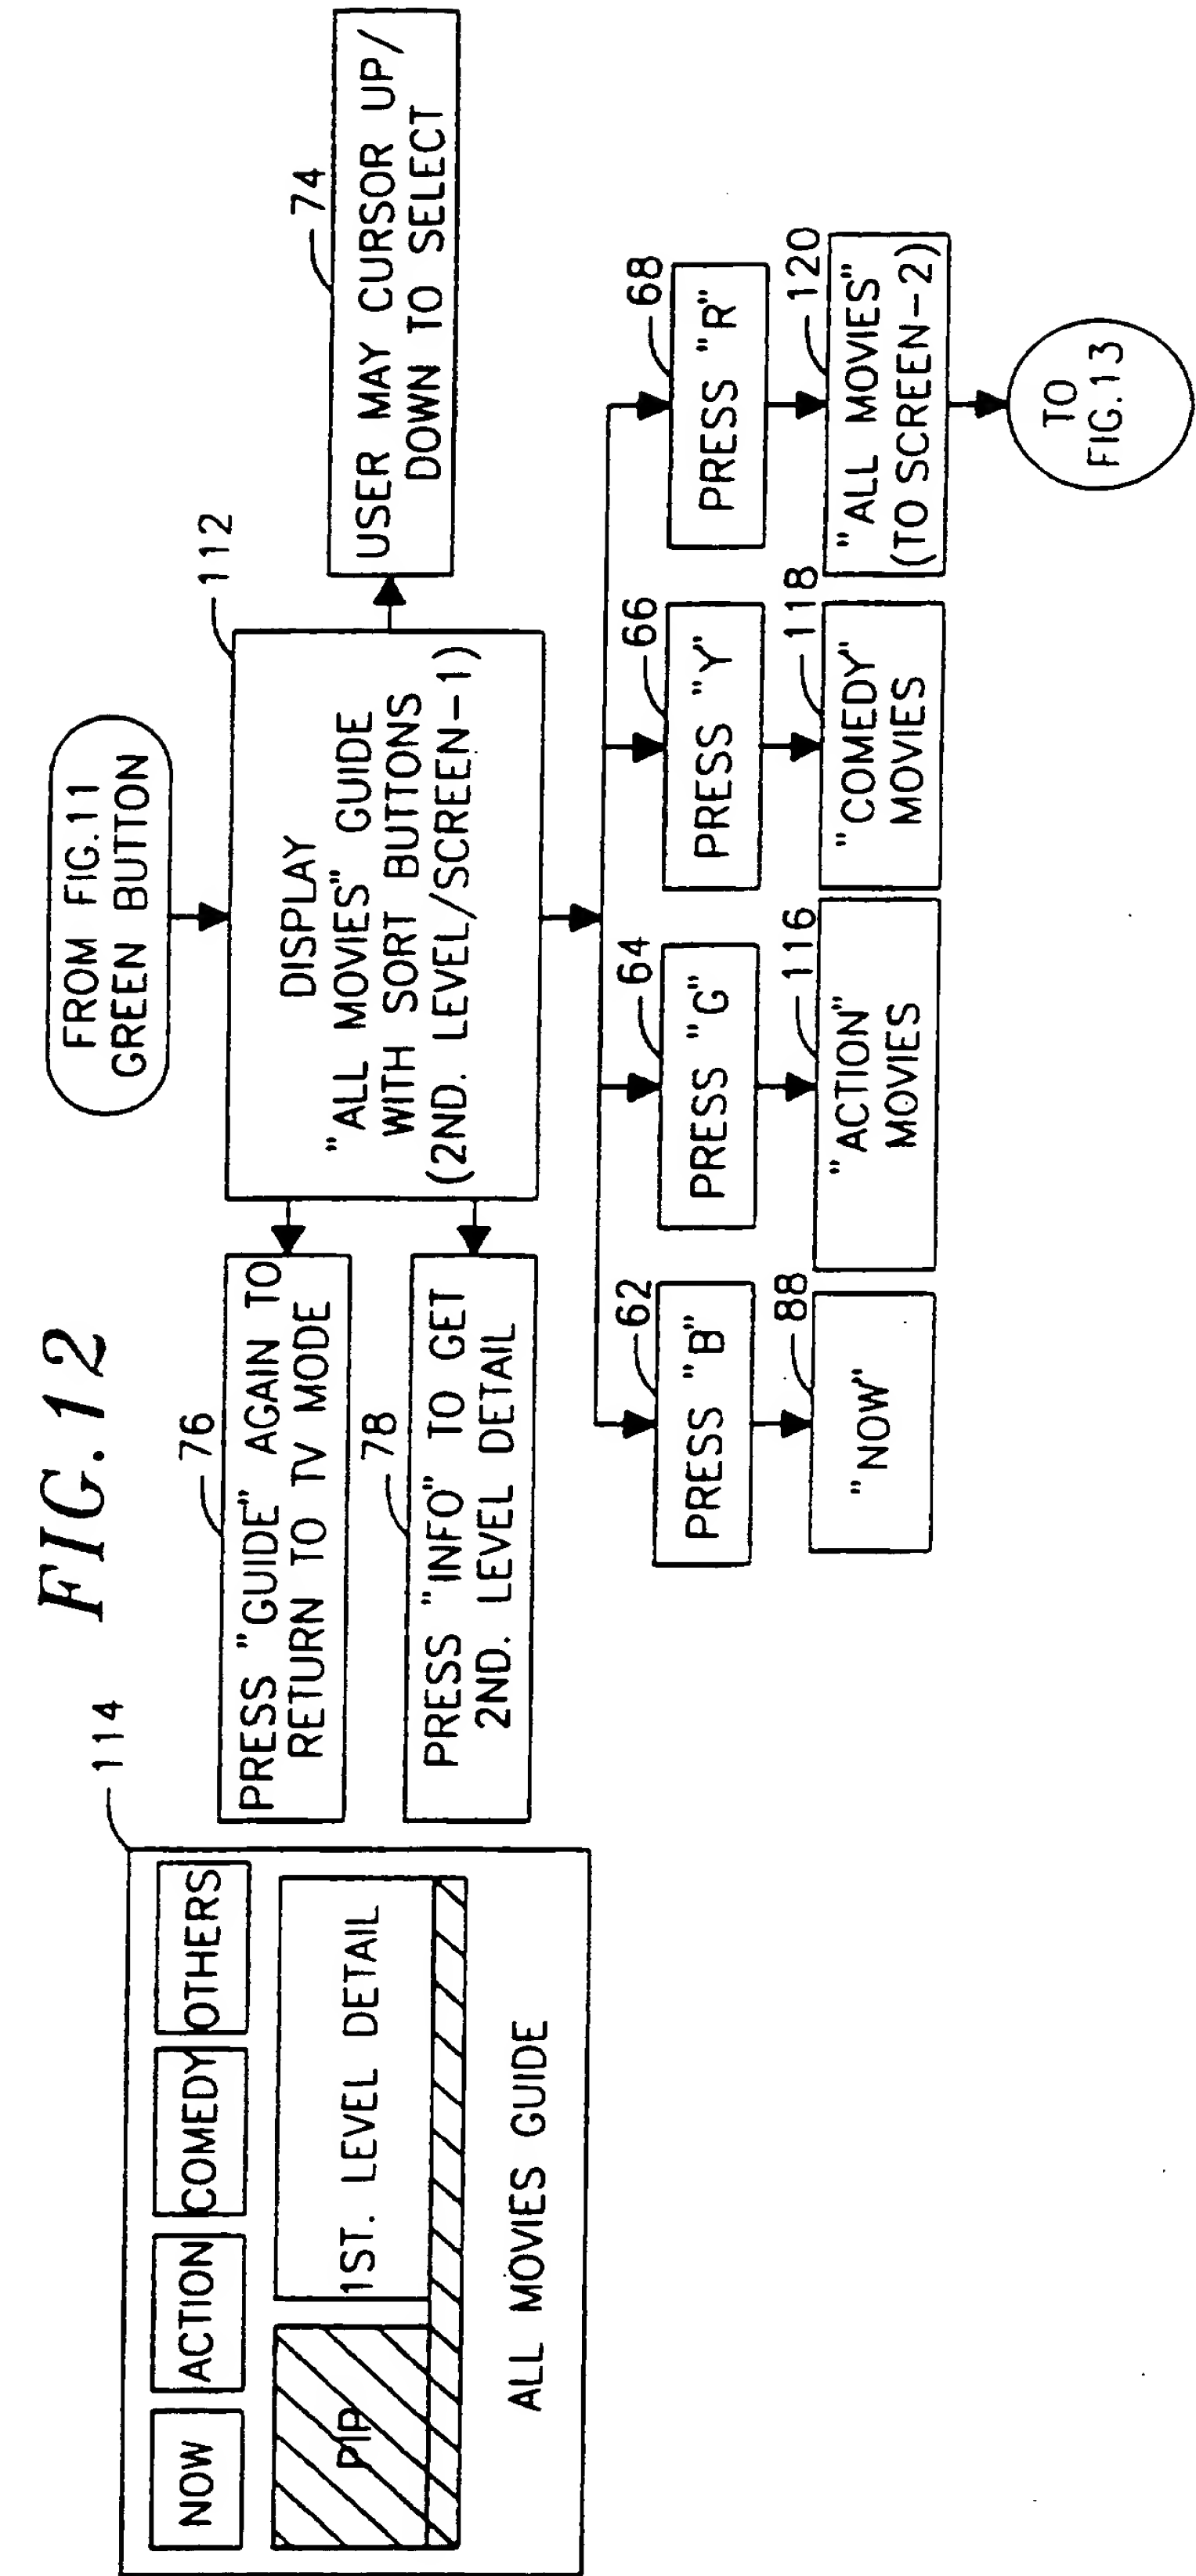 FIG.12
FROM FIG.11
GREEN BUTTON
114
NOW
ACTION
COMEDY
OTHERS
PIP
1ST. LEVEL DETAIL
ALL MOVIES GUIDE
76
PRESS "GUIDE" AGAIN TO
RETURN TO TV MODE
78
PRESS "INFO" TO GET
2ND. LEVEL DETAIL
112
DISPLAY
"ALL MOVIES" GUIDE
WITH SORT BUTTONS
(2ND. LEVEL/SCREEN-1)
74
USER MAY CURSOR UP/
DOWN TO SELECT
62
PRESS "B"
64
PRESS "G"
66
PRESS "Y"
68
PRESS "R"
88
"NOW"
116
"ACTION"
MOVIES
118
"COMEDY"
MOVIES
120
"ALL MOVIES"
(TO SCREEN-2)
TO
FIG.13